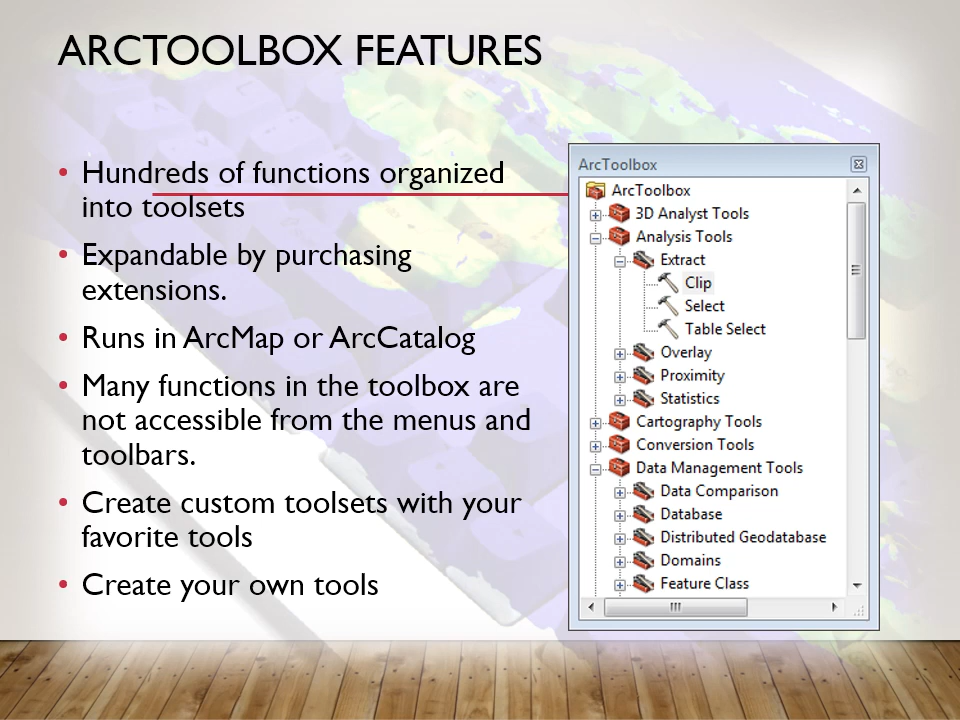 ARCTOOLBOX FEATURES
• Hundreds of functions organized
into toolsets
• Expandable by purchasing
extensions.
• Runs in ArcMap or ArcCatalog
• Many functions in the toolbox are
not accessible from the menus and
toolbars.
• Create custom toolsets with your
favorite tools
• Create your own tools
ArcToolbox
ArcToolbox
3D Analyst Tools
Analysis Tools
Extract
Clip
Select
Table Select
Overlay
Proximity
Statistics
Cartography Tools
Conversion Tools
Data Management Tools
Data Comparison
Database
Distributed Geodatabase
Domains
Feature Class